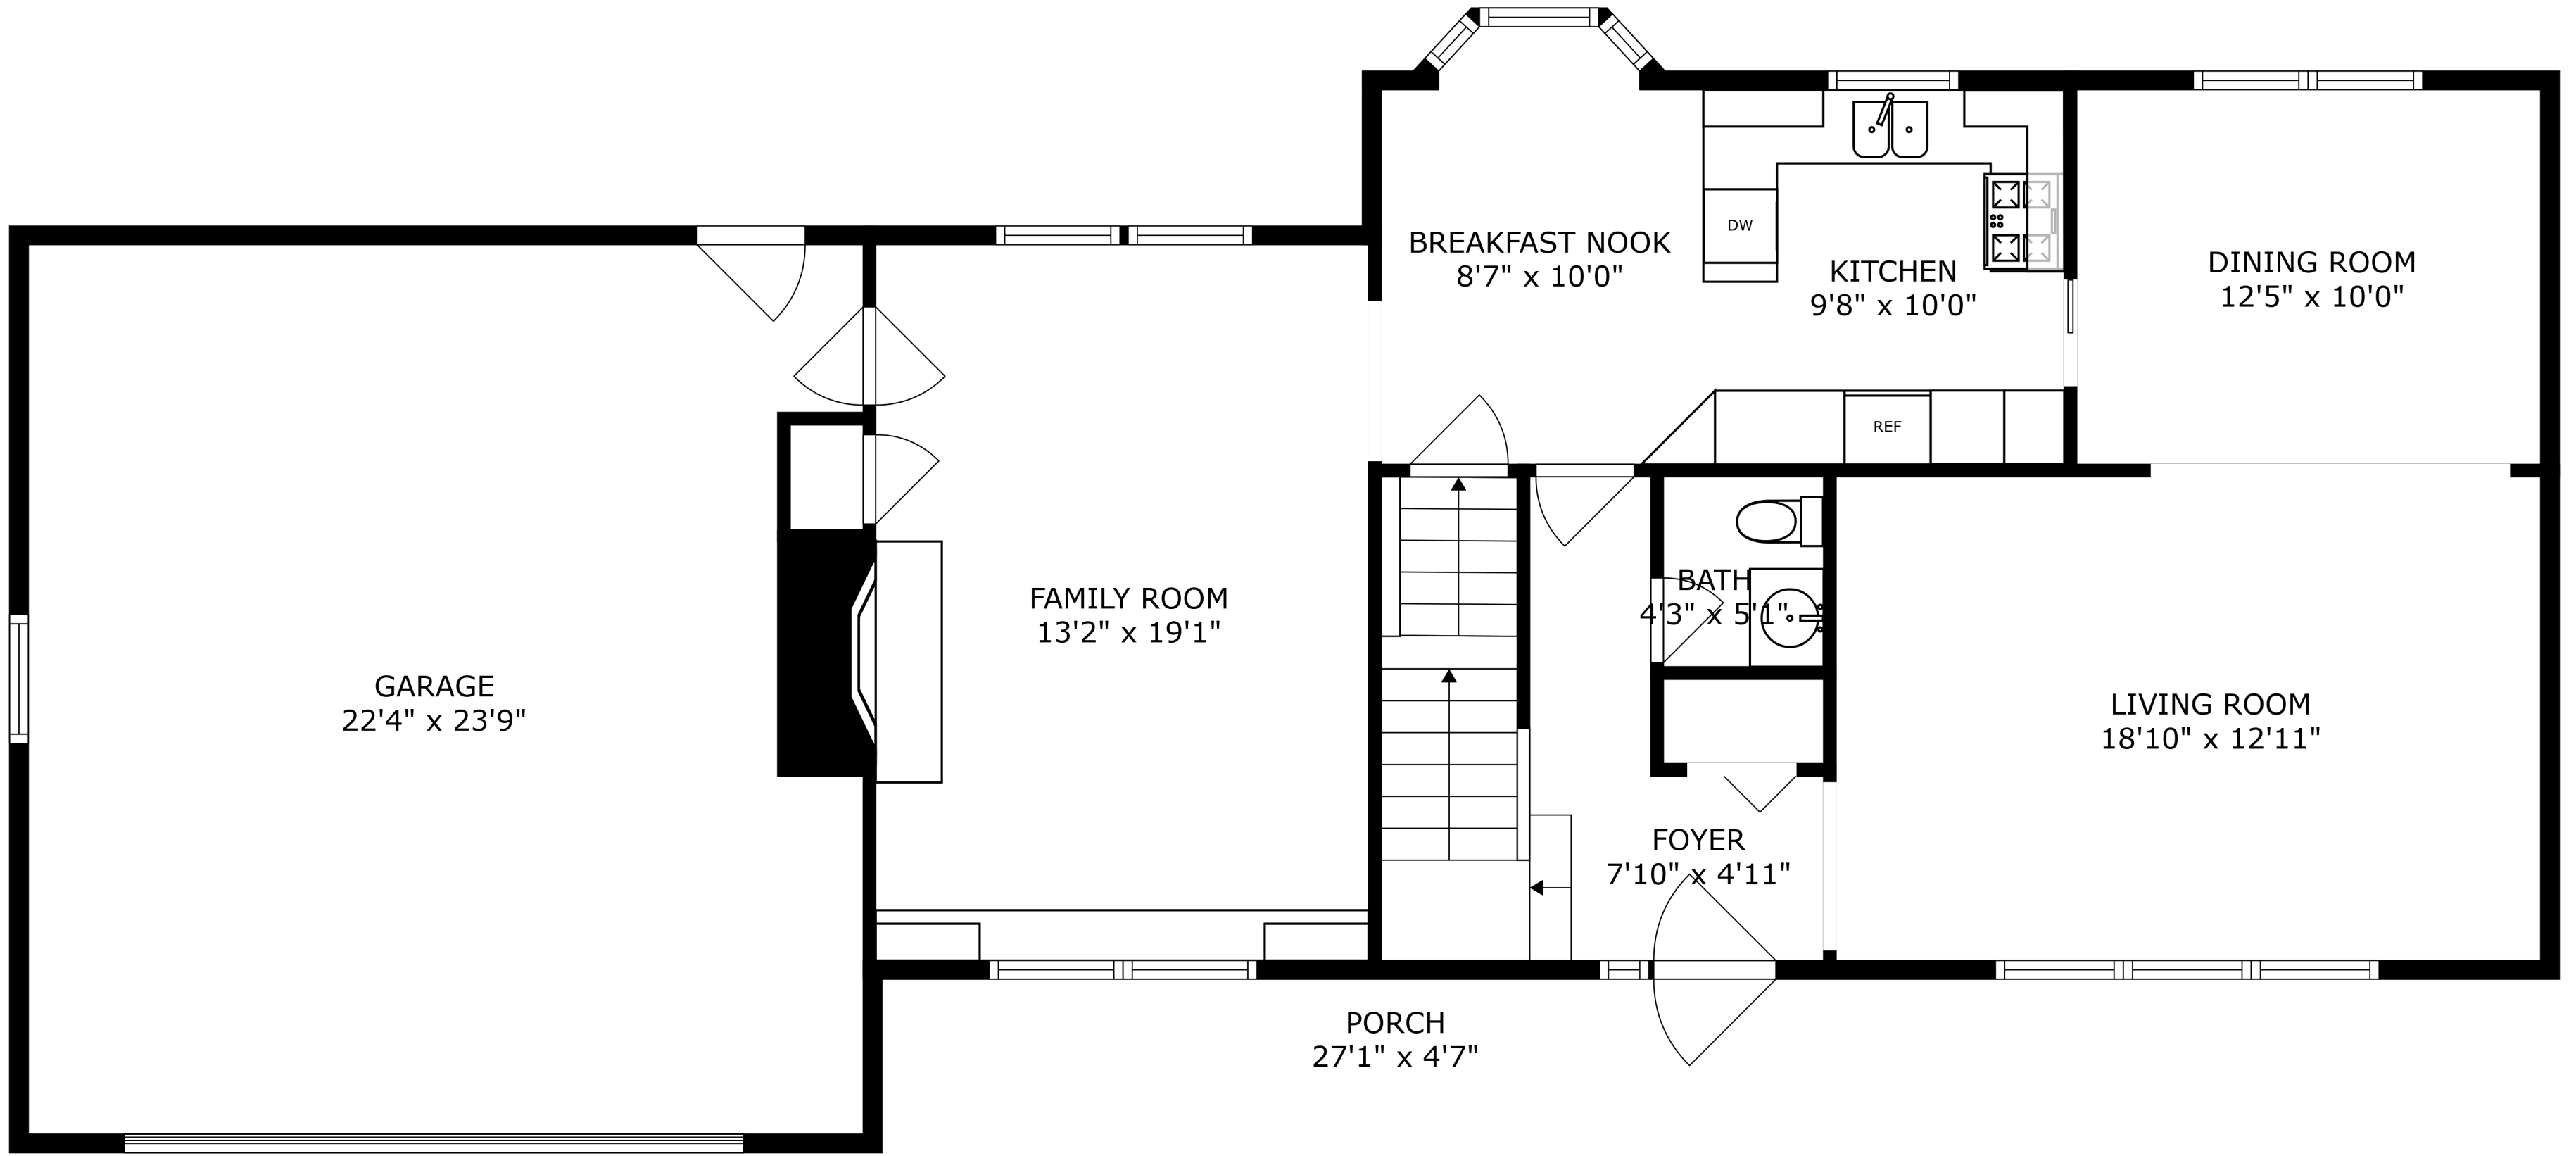 BREAKFAST NOOK
8'7" x 10'0"
DW
KITCHEN
9'8" x 10'0"
DINING ROOM
12'5" x 10'0"
REF
FAMILY ROOM
13'2" x 19'1"
BATH
4'3" x 5'1"
GARAGE
22'4" x 23'9"
LIVING ROOM
18'10" x 12'11"
FOYER
7'10" x 4'11"
PORCH
27'1" x 4'7"